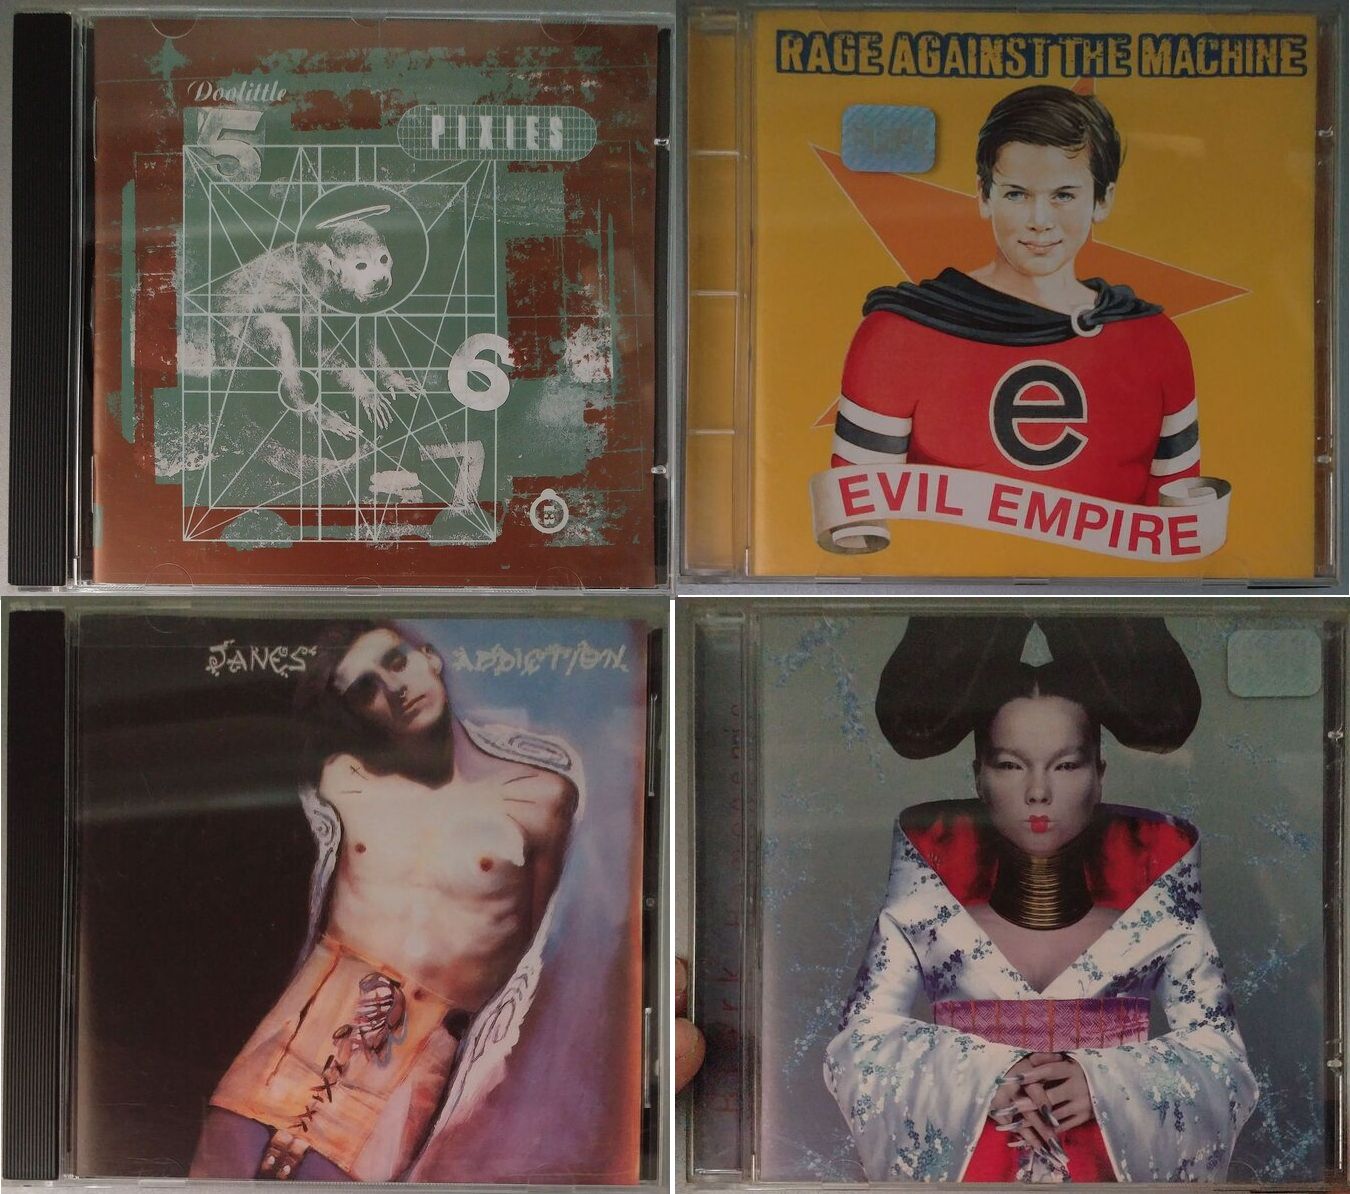 Doolittle
PIXIES
5
6
7
RAGE AGAINST THE MACHINE
e
EVIL EMPIRE
JANES ADDICTION